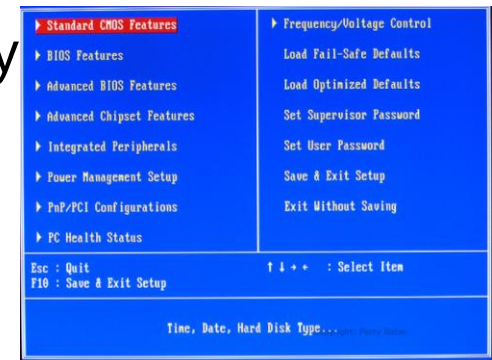 y
▶ Standard CMOS Features
▶ BIOS Features
▶ Advanced BIOS Features
▶ Advanced Chipset Features
▶ Integrated Peripherals
▶ Power Management Setup
▶ PnP/PCI Configurations
▶ PC Health Status
▶ Frequency/Voltage Control
Load Fail-Safe Defaults
Load Optimized Defaults
Set Supervisor Password
Set User Password
Save & Exit Setup
Exit Without Saving
Esc : Quit
F10 : Save & Exit Setup
↑ ↓ → ← : Select Item
Time, Date, Hard Disk Type...